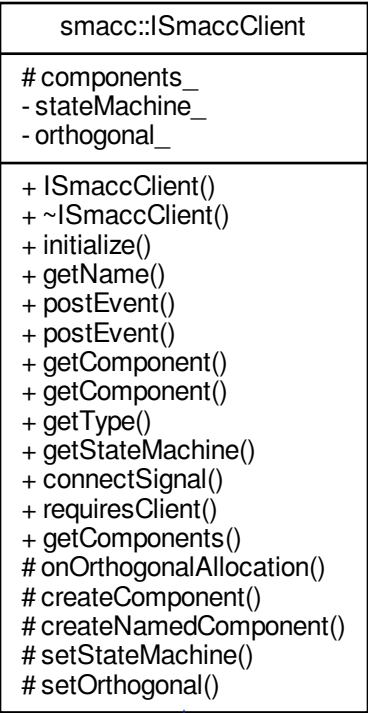 smacc::ISmaccClient
# components_
- stateMachine_
- orthogonal_
+ ISmaccClient()
+ ~ISmaccClient()
+ initialize()
+ getName()
+ postEvent()
+ postEvent()
+ getComponent()
+ getComponent()
+ getType()
+ getStateMachine()
+ connectSignal()
+ requiresClient()
+ getComponents()
# onOrthogonalAllocation()
# createComponent()
# createNamedComponent()
# setStateMachine()
# setOrthogonal()